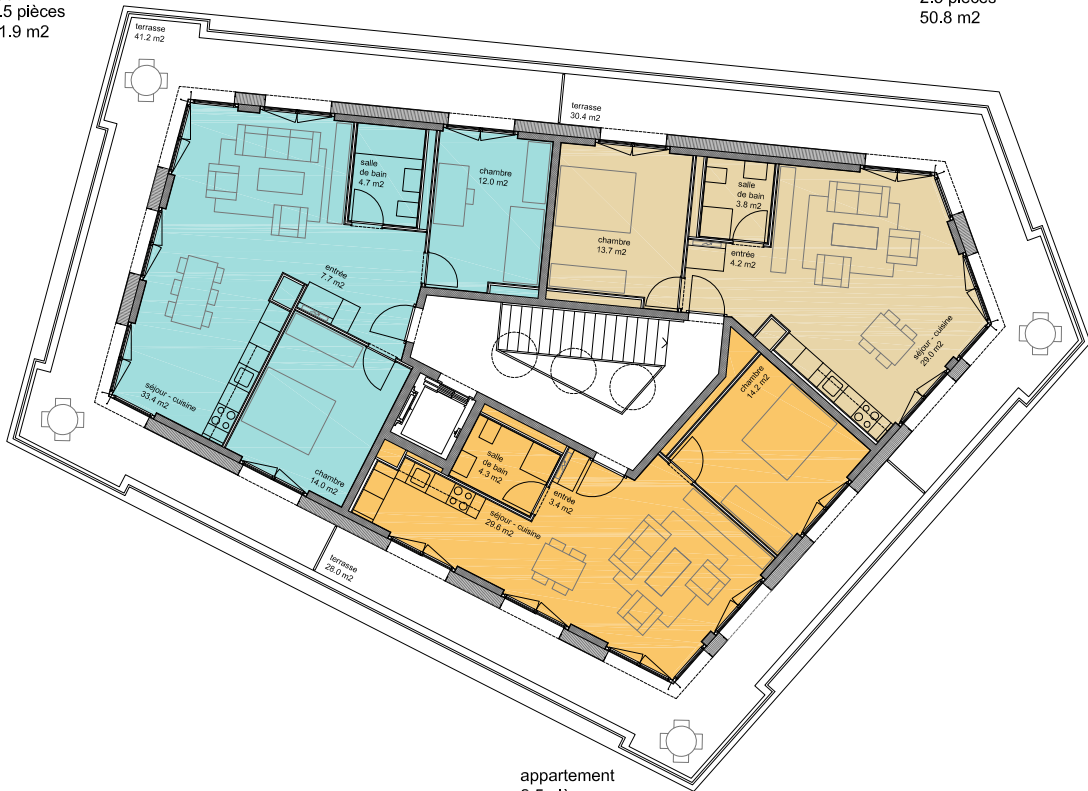 .5 pièces
1.9 m2
50.8 m2
terrasse
41.2 m2
terrasse
30.4 m2
salle
de bain
4.7 m2
chambre
12.0 m2
chambre
13.7 m2
salle
de bain
3.8 m2
entrée
4.2 m2
entrée
7.7 m2
séjour - cuisine
33.4 m2
séjour - cuisine
29.0 m2
chambre
14.2 m2
chambre
14.0 m2
salle
de bain
4.3 m2
entrée
3.4 m2
séjour - cuisine
29.6 m2
terrasse
28.0 m2
appartement